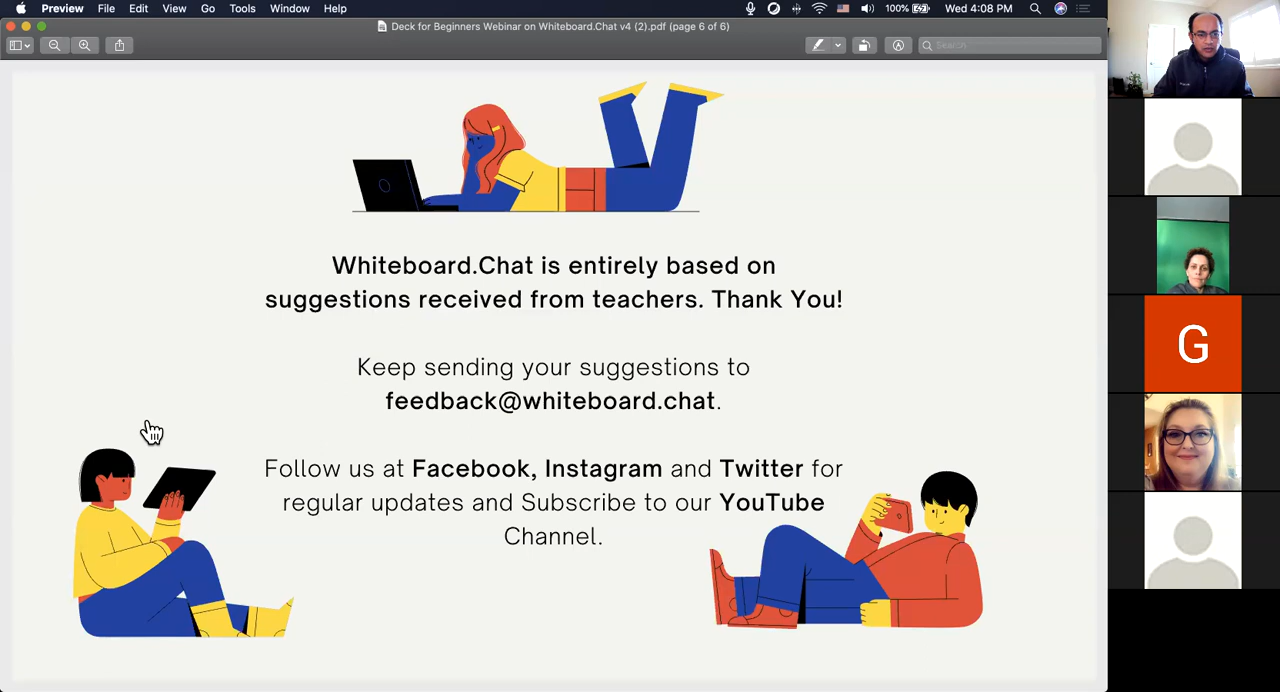 Preview File Edit View Go Tools Window Help 100% Wed 4:08 PM
Deck for Beginners Webinar on Whiteboard.Chat v4 (2).pdf (page 6 of 6)
Search
Whiteboard.Chat is entirely based on
suggestions received from teachers. Thank You!
Keep sending your suggestions to
feedback@whiteboard.chat.
Follow us at Facebook, Instagram and Twitter for
regular updates and Subscribe to our YouTube
Channel.
G